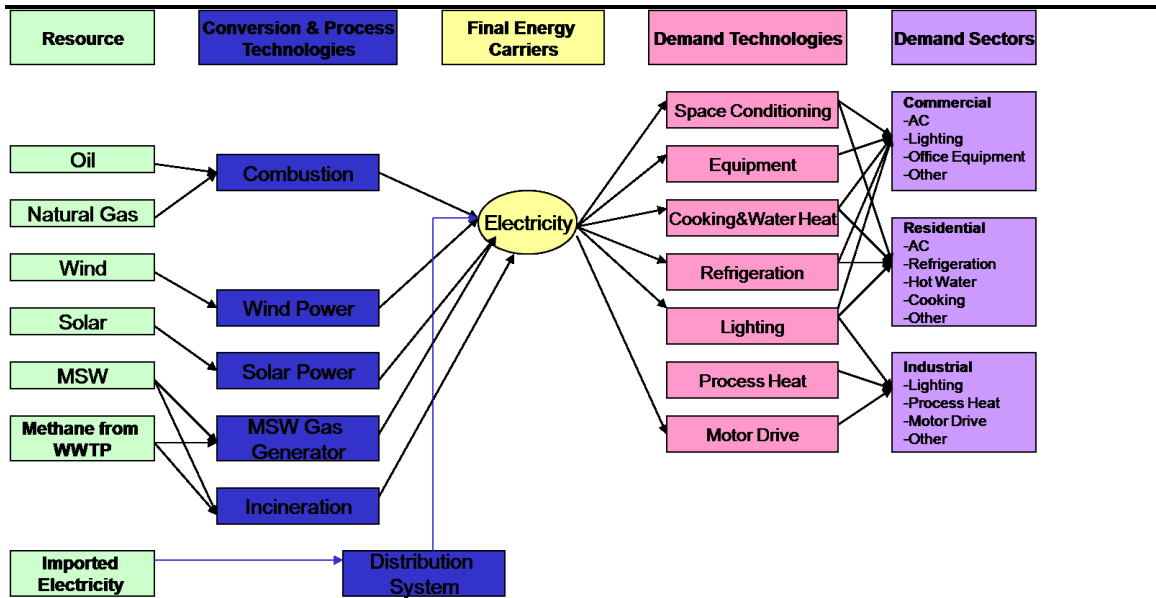 Resource
Conversion & Process
Technologies
Final Energy
Carriers
Demand Technologies
Demand Sectors
Oil
Natural Gas
Wind
Solar
MSW
Methane from
WWTP
Imported
Electricity
Combustion
Wind Power
Solar Power
MSW Gas
Generator
Incineration
Distribution
System
Electricity
Space Conditioning
Equipment
Cooking&Water Heat
Refrigeration
Lighting
Process Heat
Motor Drive
Commercial
-AC
-Lighting
-Office Equipment
-Other
Residential
-AC
-Refrigeration
-Hot Water
-Cooking
-Other
Industrial
-Lighting
-Process Heat
-Motor Drive
-Other